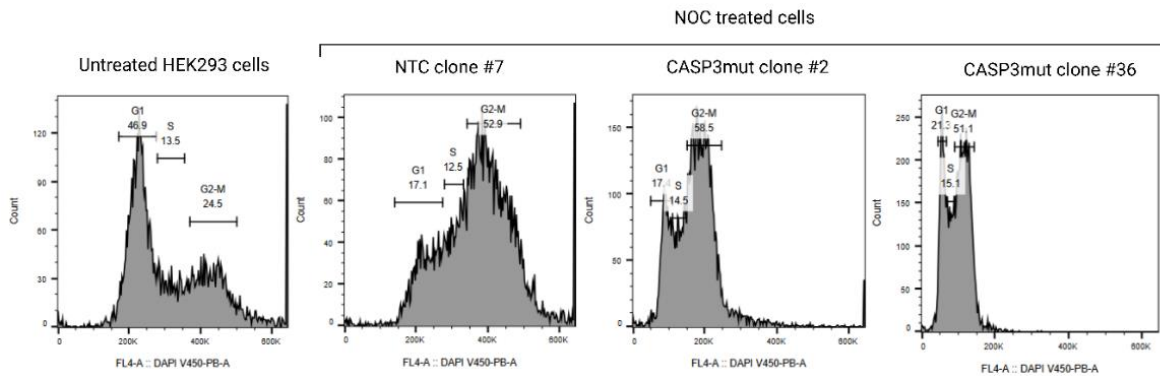 NOC treated cells
Untreated HEK293 cells
NTC clone #7
CASP3mut clone #2
CASP3mut clone #36
G1
46.9
S
13.5
G2-M
24.5
Count
120
90
60
30
0
0 200K 400K 600K
FL4-A :: DAPI V450-PB-A
G1
17.1
S
12.5
G2-M
52.9
Count
100
80
60
40
20
0
0 200K 400K 600K
FL4-A :: DAPI V450-PB-A
G1
S
14.5
G2-M
58.5
Count
150
100
50
0
0 200K 400K 600K
FL4-A :: DAPI V450-PB-A
G1
21.3
S
15.1
G2-M
51.1
Count
250
200
150
100
50
0
0 200K 400K 600K
FL4-A :: DAPI V450-PB-A